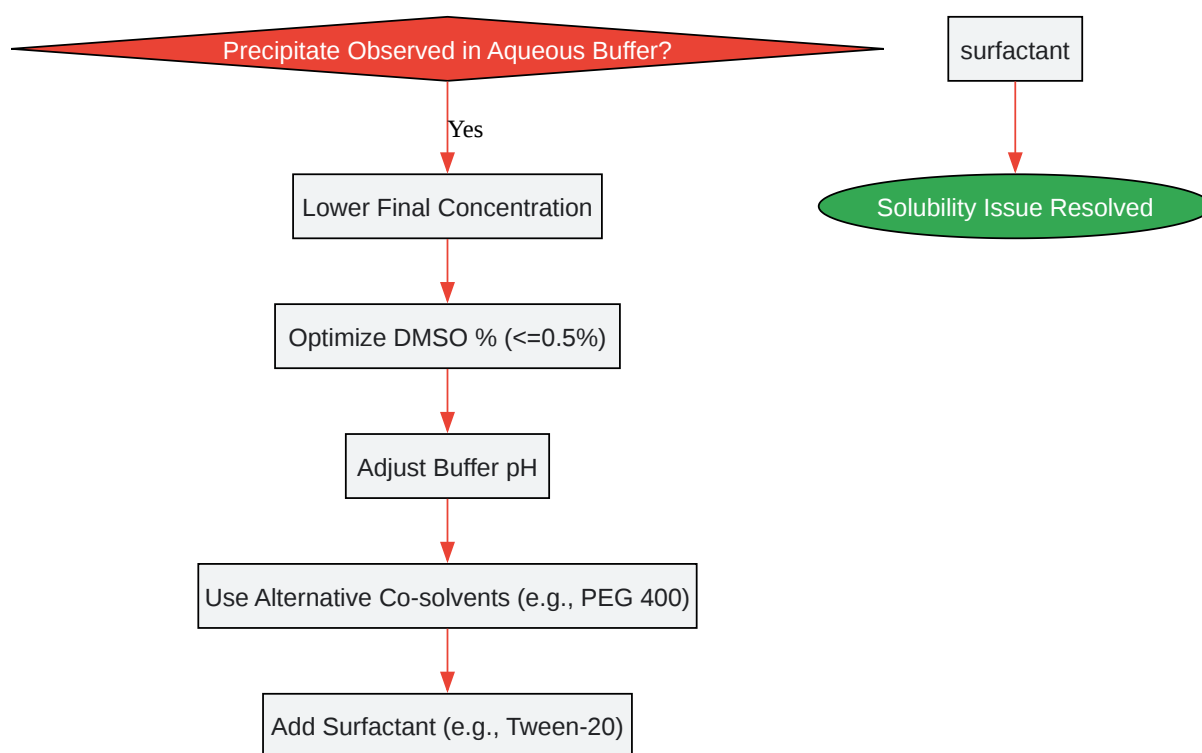 Precipitate Observed in Aqueous Buffer?
surfactant
Yes
Lower Final Concentration
Solubility Issue Resolved
Optimize DMSO % (<=0.5%)
Adjust Buffer pH
Use Alternative Co-solvents (e.g., PEG 400)
Add Surfactant (e.g., Tween-20)